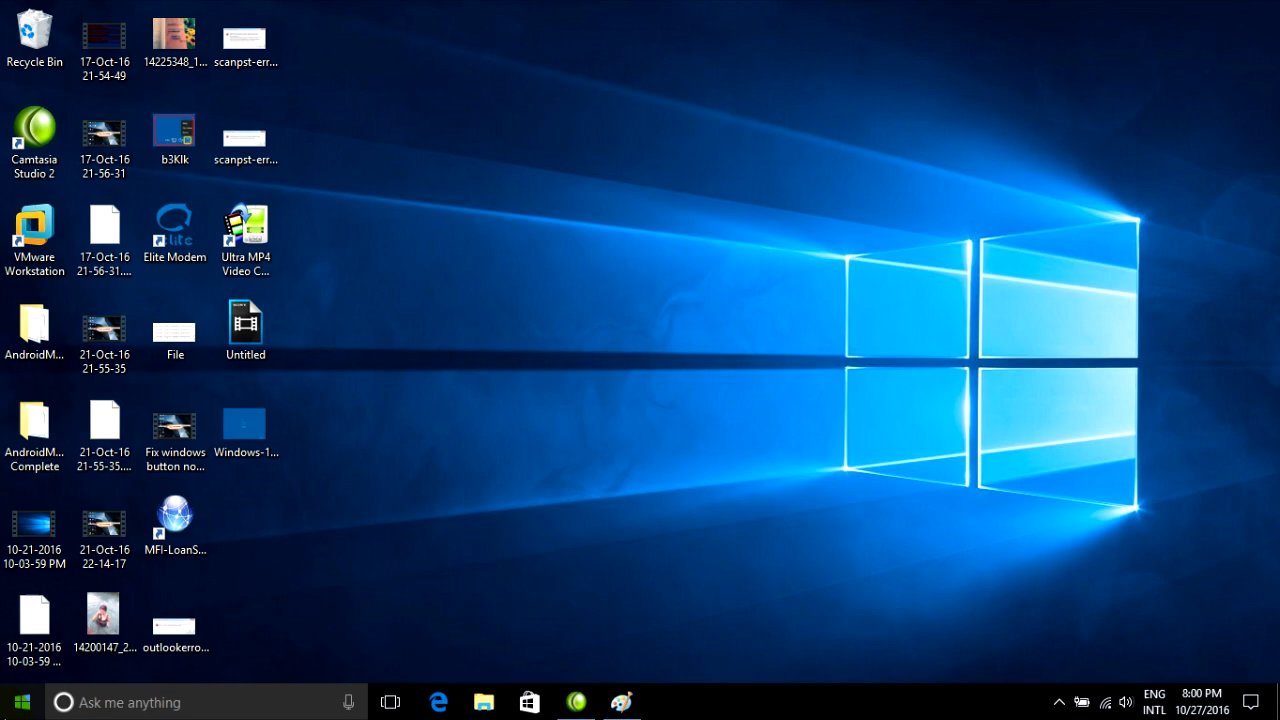 Recycle Bin
17-Oct-16
21-54-49
14225348_1...
scanpst-err...
Camtasia
Studio 2
17-Oct-16
21-56-31
b3KIk
scanpst-err...
VMware
Workstation
17-Oct-16
21-56-31....
Elite Modem
Ultra MP4
Video C...
AndroidM...
21-Oct-16
21-55-35
File
Untitled
AndroidM...
Complete
21-Oct-16
21-55-35....
Fix windows
button no...
Windows-1...
10-21-2016
10-03-59 PM
21-Oct-16
22-14-17
MFI-LoanS...
10-21-2016
10-03-59 ...
14200147_2...
outlookerro...
Ask me anything
ENG
INTL
8:00 PM
10/27/2016